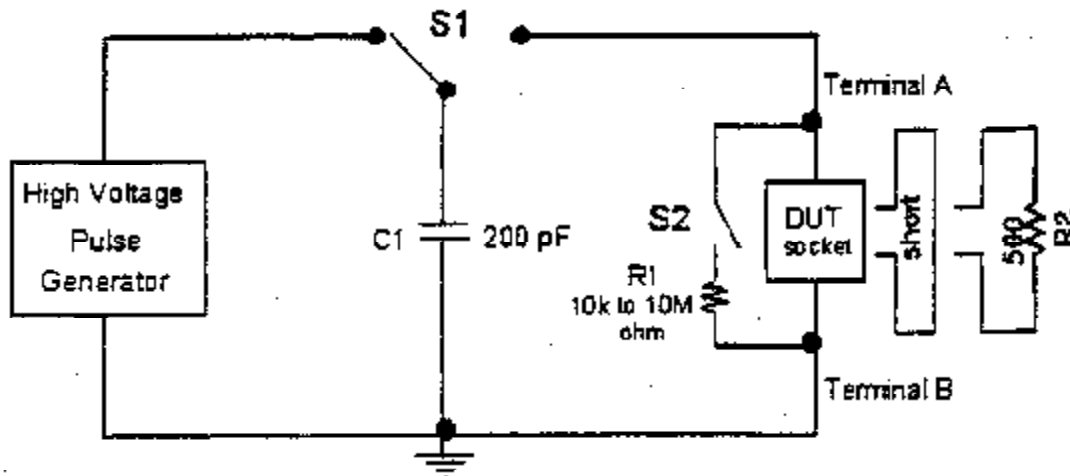 S1
Terminal A
High Voltage
Pulse
Generator
C1
200 pF
S2
R1
10k to 10M
ohm
DUT
socket
short
500
R2
Terminal B